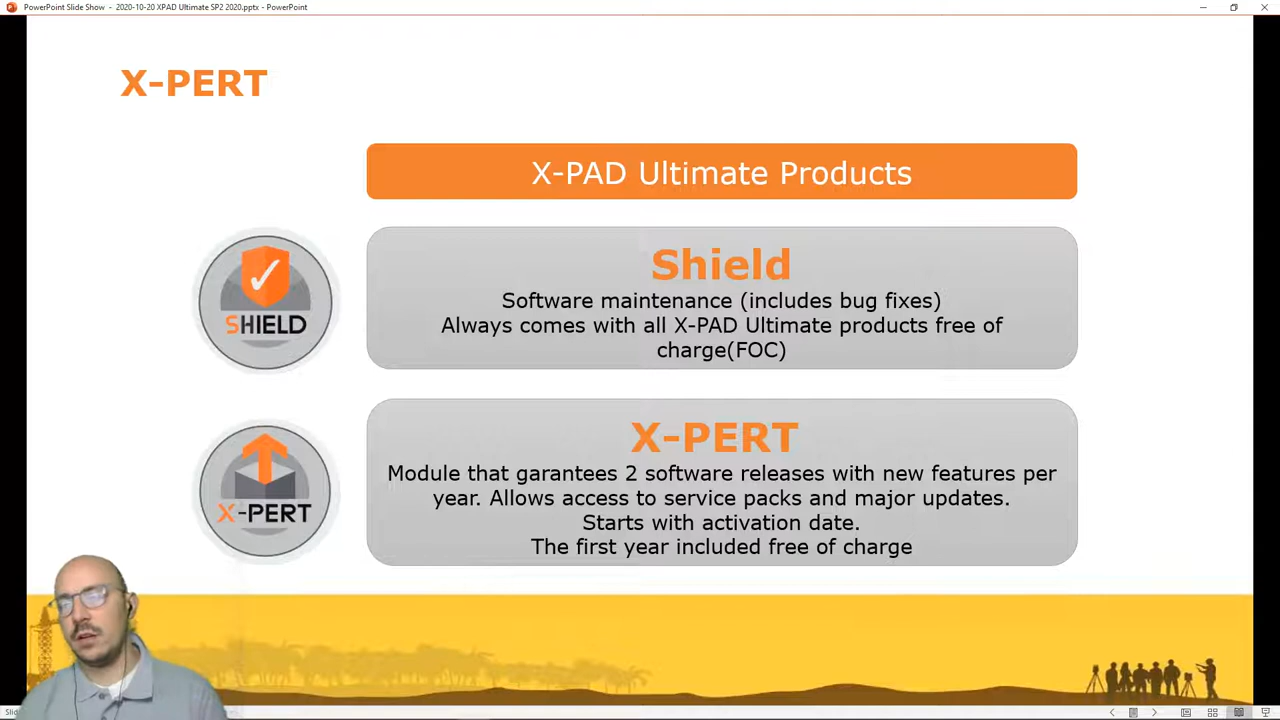 PowerPoint Slide Show - 2020-10-20 XPAD Ultimate SP2 2020.pptx - PowerPoint
X-PERT
X-PAD Ultimate Products
SHIELD
Shield
Software maintenance (includes bug fixes)
Always comes with all X-PAD Ultimate products free of
charge(FOC)
X-PERT
X-PERT
Module that garantees 2 software releases with new features per
year. Allows access to service packs and major updates.
Starts with activation date.
The first year included free of charge